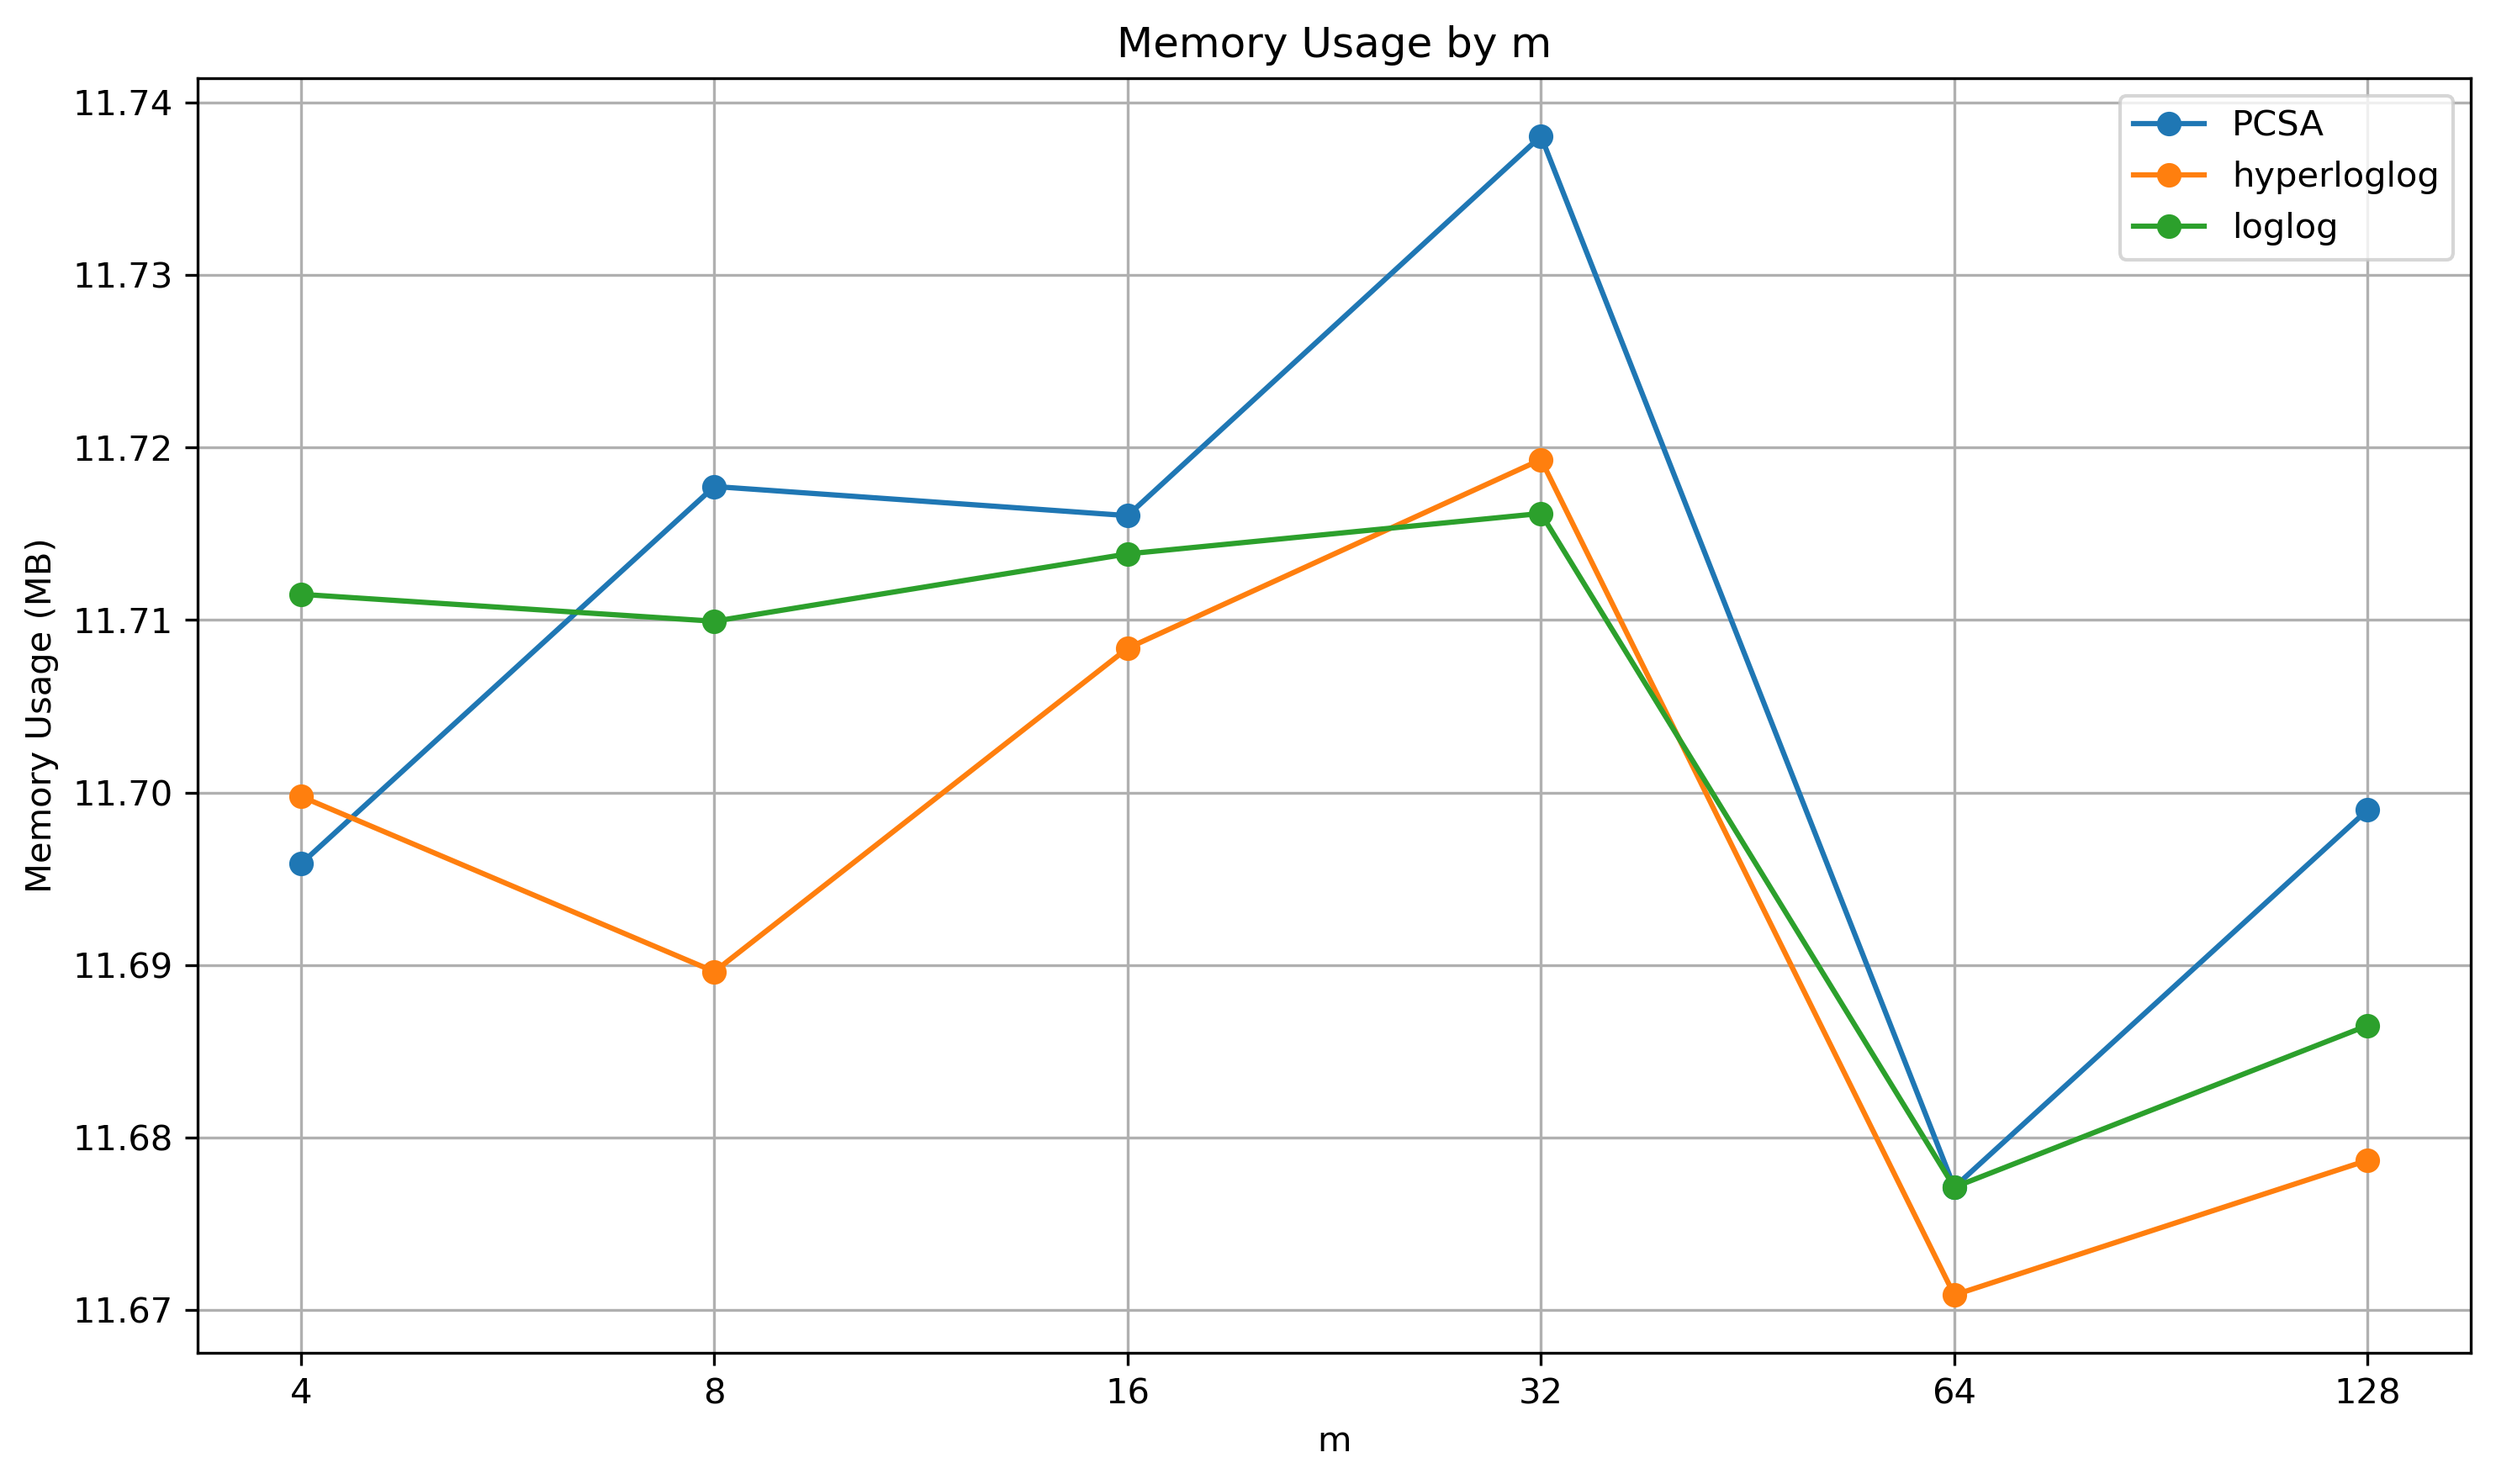 Memory Usage by m
PCSA
hyperloglog
loglog
Memory Usage (MB)
11.74
11.73
11.72
11.71
11.70
11.69
11.68
11.67
4 8 16 32 64 128
m